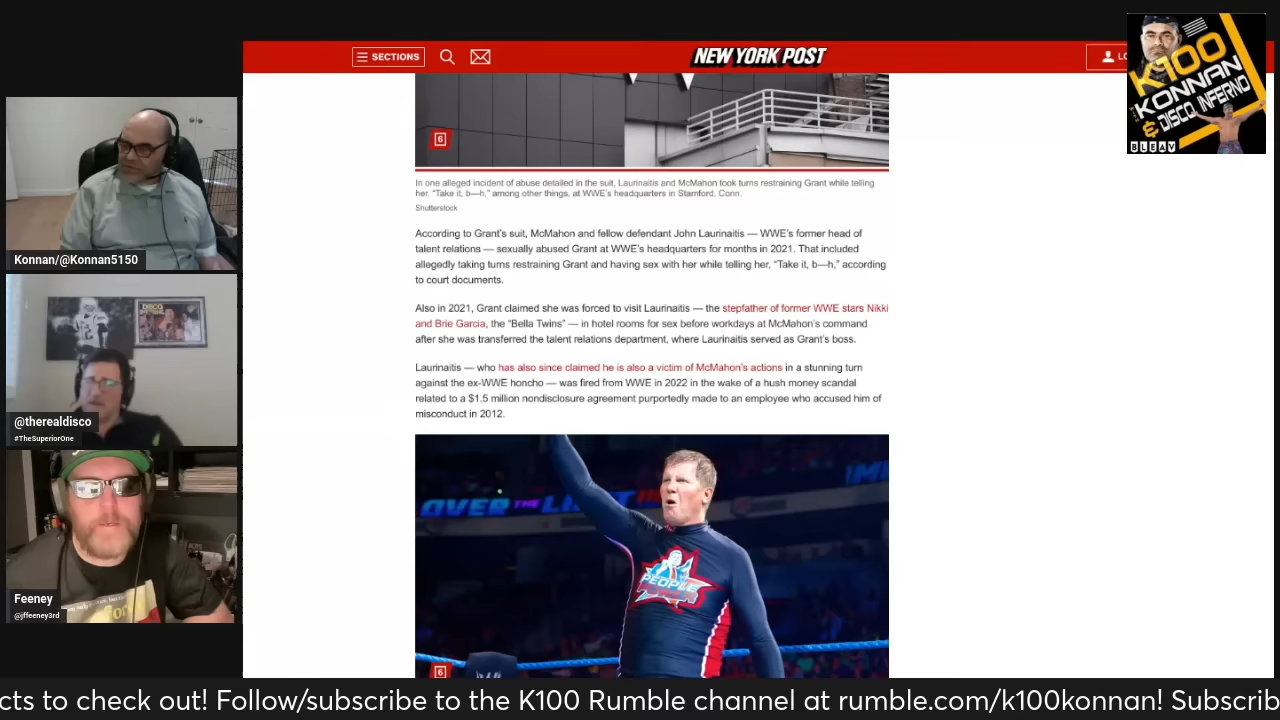 SECTIONS
NEW YORK POST
K100
KONNAN
& DISCO INFERNO
BLEAV
6
In one alleged incident of abuse detailed in the suit, Laurinaitis and McMahon took turns restraining Grant while telling
her, “Take it, b—h,” among other things, at WWE’s headquarters in Stamford, Conn.
Shutterstock
According to Grant’s suit, McMahon and fellow defendant John Laurinaitis — WWE’s former head of
talent relations — sexually abused Grant at WWE’s headquarters for months in 2021. That included
allegedly taking turns restraining Grant and having sex with her while telling her, “Take it, b—h,” according
to court documents.
Also in 2021, Grant claimed she was forced to visit Laurinaitis — the stepfather of former WWE stars Nikki
and Brie Garcia, the “Bella Twins” — in hotel rooms for sex before workdays at McMahon’s command
after she was transferred the talent relations department, where Laurinaitis served as Grant’s boss.
Laurinaitis — who has also since claimed he is also a victim of McMahon’s actions in a stunning turn
against the ex-WWE honcho — was fired from WWE in 2022 in the wake of a hush money scandal
related to a $1.5 million nondisclosure agreement purportedly made to an employee who accused him of
misconduct in 2012.
OVER THE LIMIT
PEOPLE
6
Konnan/@Konnan5150
@therealdisco
#TheSuperiorOne
Feeney
@jffeeney3rd
cts to check out! Follow/subscribe to the K100 Rumble channel at rumble.com/k100konnan! Subscrib